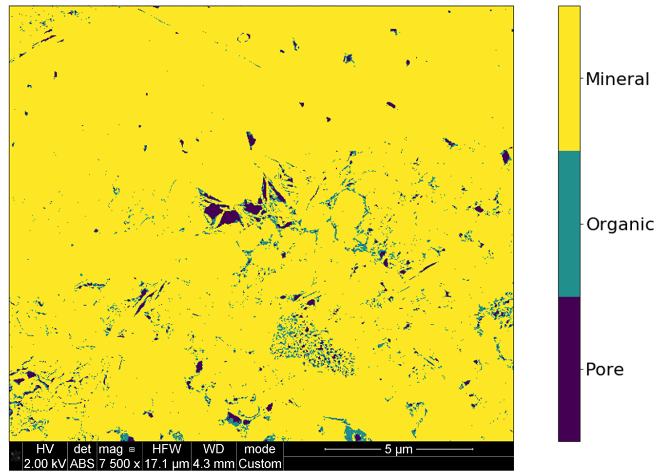 Mineral
Organic
Pore
HV det mag HFW WD mode
2.00 kV ABS 7 500 x 17.1 µm 4.3 mm Custom
5 µm